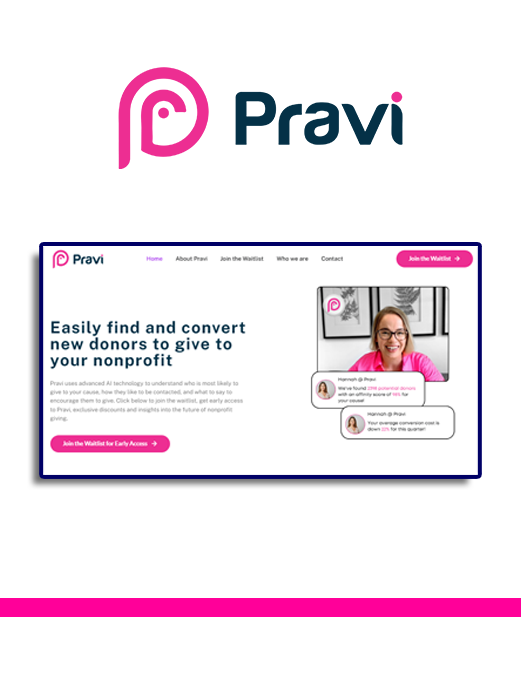 Pravi
Pravi
Home
About Pravi
Join the Waitlist
Who we are
Contact
Join the Waitlist
Easily find and convert
new donors to give to
your nonprofit
Pravi uses advanced AI technology to understand who is most likely to
give to your cause, how they like to be contacted, and what to say to
encourage them to give. Click below to join the waitlist, get early access
to Pravi, exclusive discounts and insights into the future of nonprofit
giving.
Join the Waitlist for Early Access
Hannah @ Pravi
We've found potential donors
with an affinity score of for
your cause!
Hannah @ Pravi
Your average conversion cost is
down for this quarter!